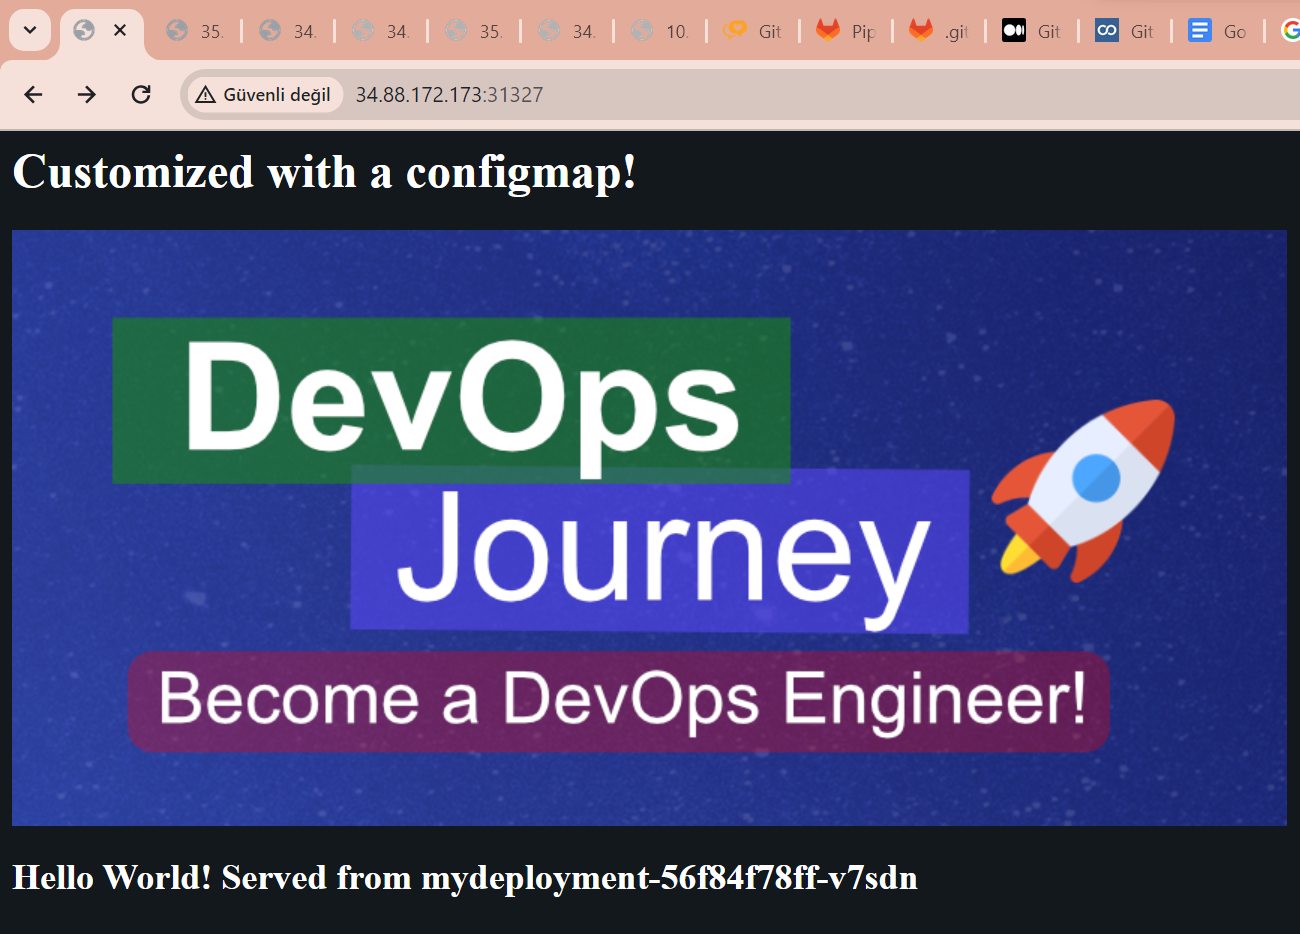 35.
34.
34.
35.
34.
10.
Git
Pip
.git
Git
Git
Go
Güvenli değil
34.88.172.173:31327
Customized with a configmap!
DevOps
Journey
Become a DevOps Engineer!
Hello World! Served from mydeployment-56f84f78ff-v7sdn